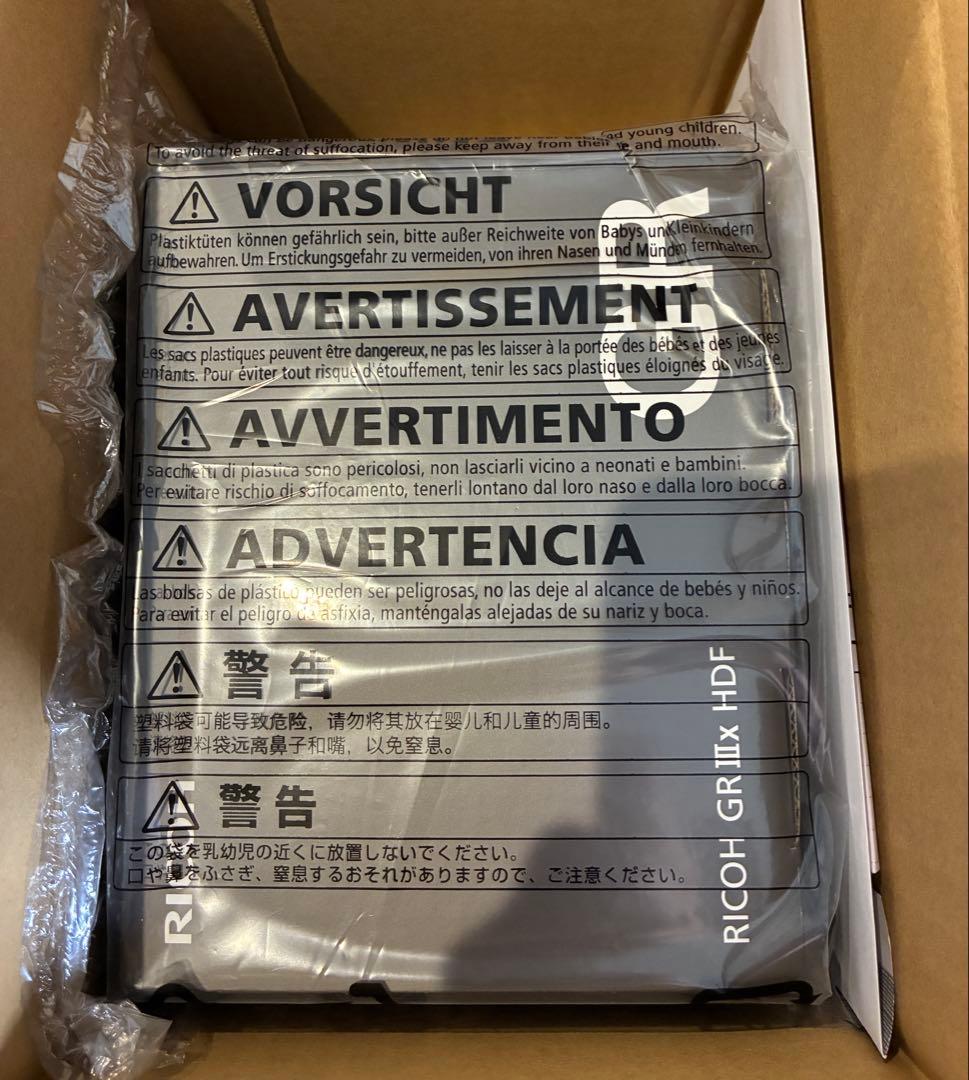 young children.
To avoid the threat of suffocation, please keep away from their and mouth.
VORSICHT
Plastiktüten können gefährlich sein, bitte außer Reichweite von Babys un Kleinkindern
aufbewahren. Um Erstickungsgefahr zu vermeiden, von ihren Nasen und Münd n fernhalten.
AVERTISSEMENT
Les sacs plastiques peuvent être dangereux, ne pas les laisser à la portée des bébés et des jeunes
enfants. Pour éviter tout risque d'étouffement, tenir les sacs plastiques éloignés du visage.
AVVERTIMENTO
I sacchetti di plastica sono pericolosi, non lasciarli vicino a neonati e bambini.
Per evitare rischio di soffocamento, tenerli lontano dal loro naso e dalla loro bocca.
ADVERTENCIA
Las bolsas de plástico pueden ser peligrosas, no las deje al alcance de bebés y niños.
Para evitar el peligro de asfixia, manténgalas alejadas de su nariz y boca.
警告
塑料袋可能导致危险，请勿将其放在婴儿和儿童的周围。
请将塑料袋远离鼻子和嘴，以免窒息。
警告
この袋を乳幼児の近くに放置しないでください。
口や鼻をふさぎ、窒息するおそれがありますので、ご注意ください。
GR
RICOH
RICOH GR IIIx HDF